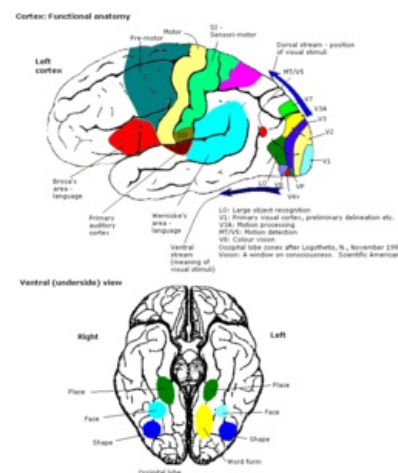 Cortex: Functional anatomy
Left
cortex
Pre-motor
Motor
SI -
Sensori-motor
Dorsal stream - position
of visual stimuli
MT/V5
V7
V3A
V3
V2
V1
VP
V4v
V8
LO
Broca's
area -
language
Primary
auditory
cortex
Wernicke's
area -
language
Ventral
stream
(meaning of
visual stimuli)
LO: Large object recognition
V1: Primary visual cortex, preliminary delineation etc.
V3A: Motion processing
MT/V5: Motion detection
V8: Colour vision
Occipital lobe zones after Logothetis, N., November 199
Vision: A window on consciousness. Scientific American
Ventral (underside) view
Right
Left
Place
Place
Face
Face
Shape
Shape
Word form
Occipital lobe